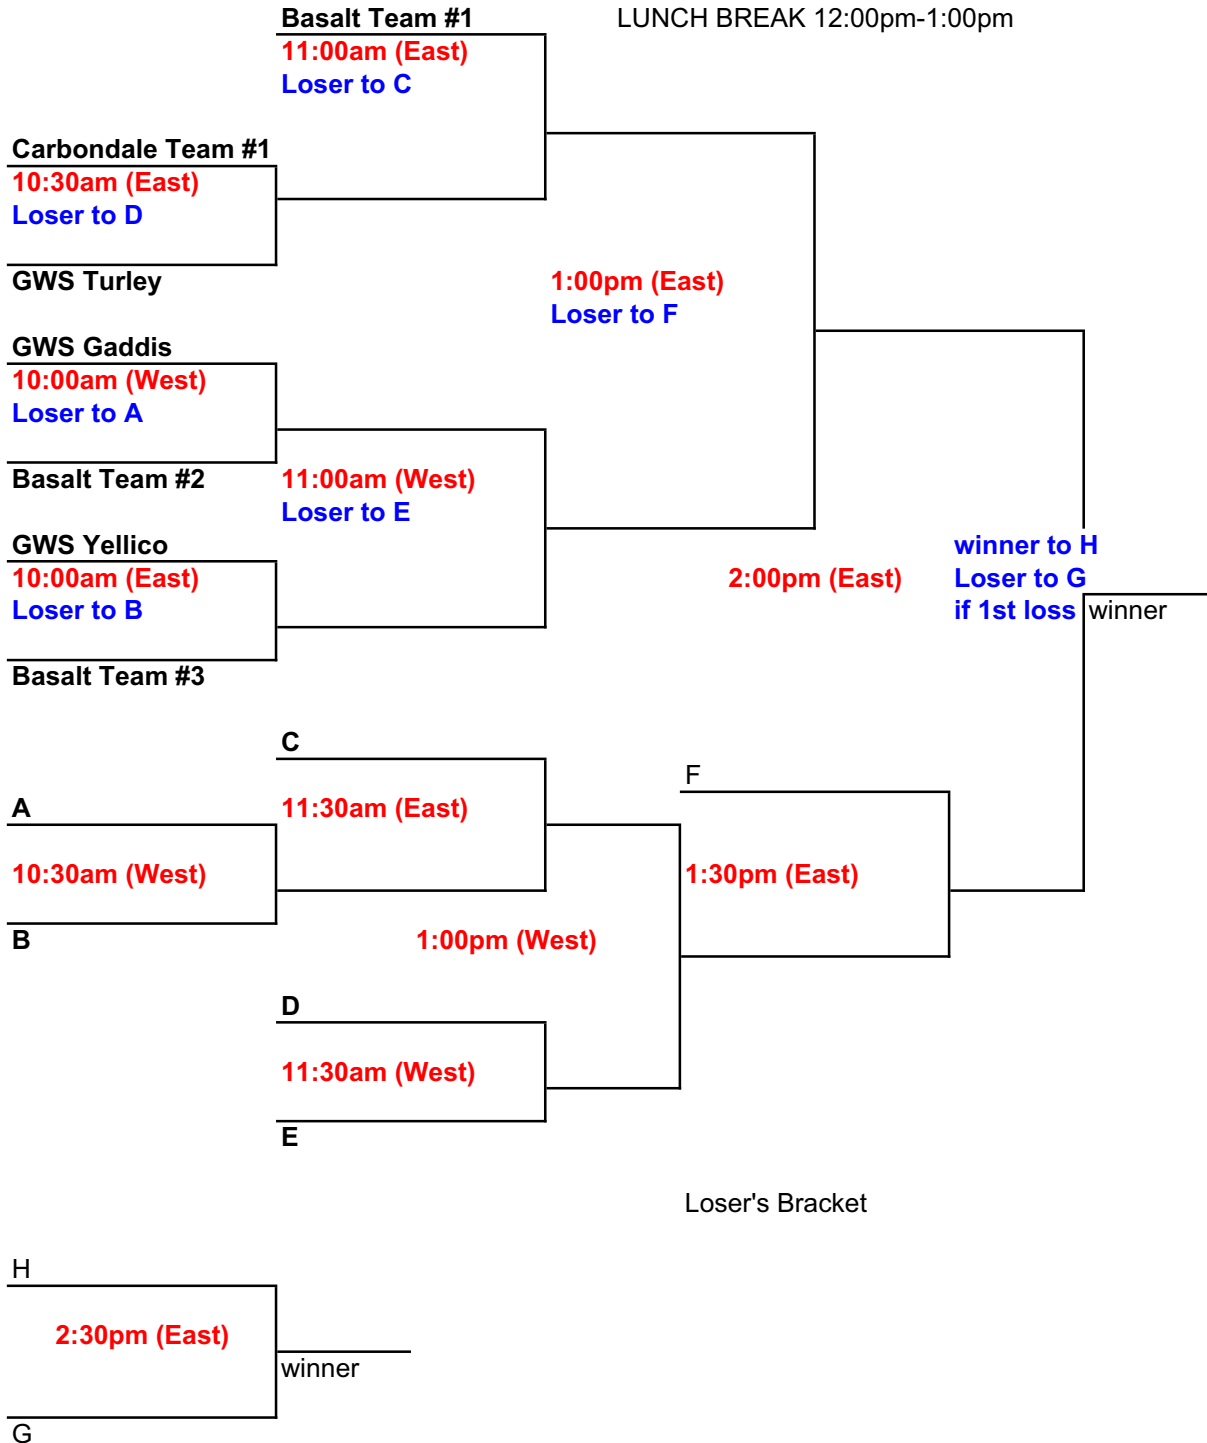 Basalt Team #1
LUNCH BREAK 12:00pm-1:00pm
11:00am (East)
Loser to C
Carbondale Team #1
10:30am (East)
Loser to D
GWS Turley
1:00pm (East)
Loser to F
GWS Gaddis
10:00am (West)
Loser to A
Basalt Team #2
11:00am (West)
Loser to E
GWS Yellico
10:00am (East)
Loser to B
Basalt Team #3
2:00pm (East)
winner to H
Loser to G
if 1st loss
winner
C
F
A
11:30am (East)
10:30am (West)
1:30pm (East)
B
1:00pm (West)
D
11:30am (West)
E
Loser's Bracket
H
2:30pm (East)
winner
G